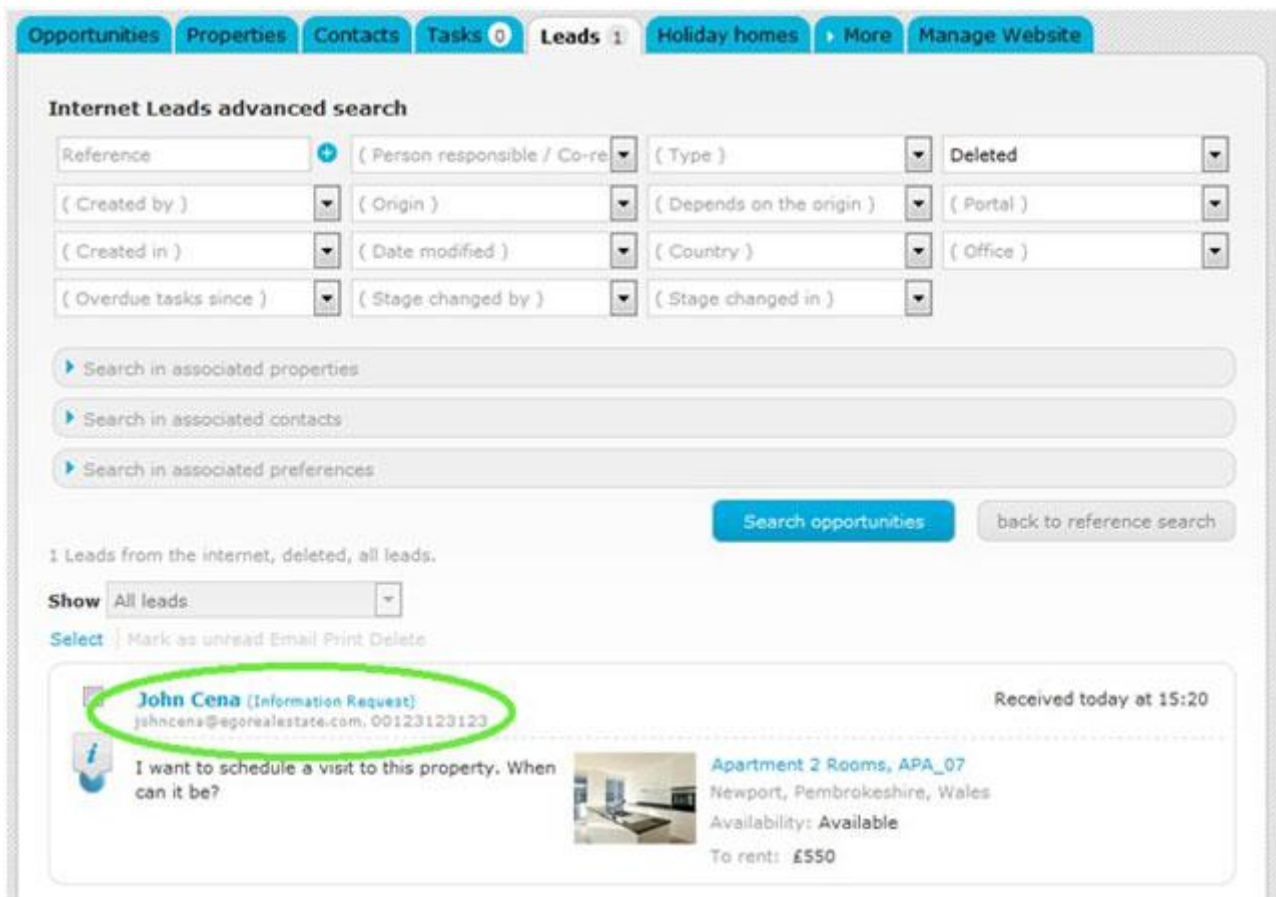 Opportunities Properties Contacts Tasks 0 Leads 1 Holiday homes More Manage Website
Internet Leads advanced search
Reference ( Person responsible / Co-re ( Type ) Deleted
( Created by ) ( Origin ) ( Depends on the origin ) ( Portal )
( Created in ) ( Date modified ) ( Country ) ( Office )
( Overdue tasks since ) ( Stage changed by ) ( Stage changed in )
Search in associated properties
Search in associated contacts
Search in associated preferences
Search opportunities back to reference search
1 Leads from the internet, deleted, all leads.
Show All leads
Select Mark as unread Email Print Delete
John Cena (Information Request) Received today at 15:20
johncena@egorealestate.com. 00123123123
i
I want to schedule a visit to this property. When
can it be?
Apartment 2 Rooms, APA_07
Newport, Pembrokeshire, Wales
Availability: Available
To rent: £550